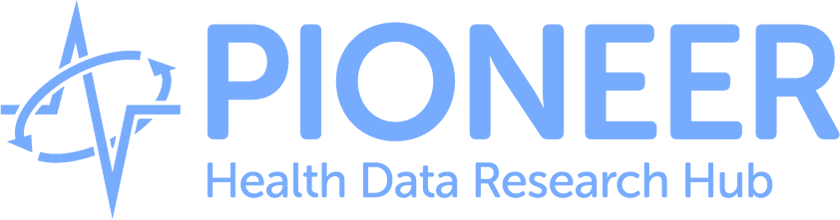 PIONEER
Health Data Research Hub